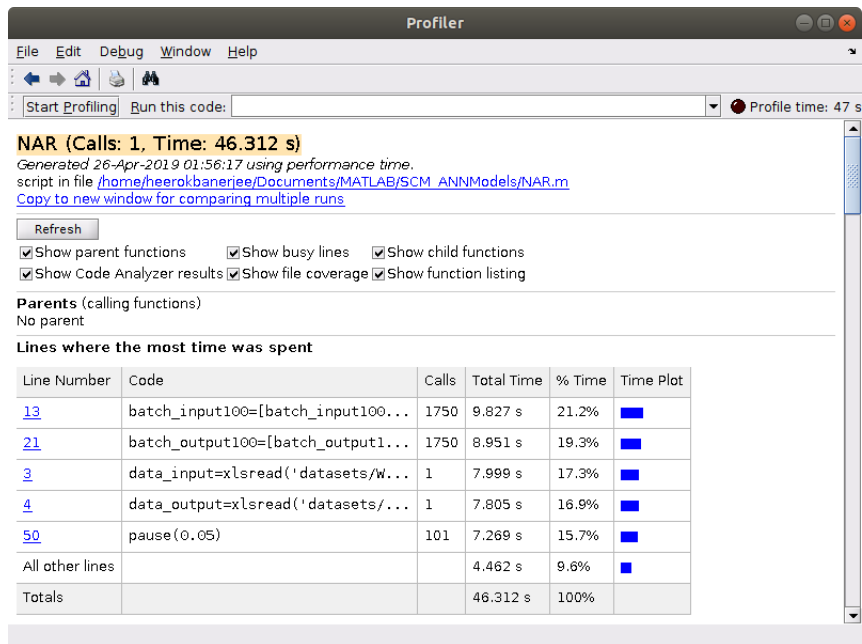 Profiler
File Edit Debug Window Help
Start Profiling Run this code: Profile time: 47 s
NAR (Calls: 1, Time: 46.312 s)
Generated 26-Apr-2019 01:56:17 using performance time.
script in file /home/heerokbanerjee/Documents/MATLAB/SCM_ANNModels/NAR.m
Copy to new window for comparing multiple runs
Refresh
Show parent functions Show busy lines Show child functions
Show Code Analyzer results Show file coverage Show function listing
Parents (calling functions)
No parent
Lines where the most time was spent
Line Number Code Calls Total Time % Time Time Plot
13 batch_input100=[batch_input100... 1750 9.827 s 21.2%
21 batch_output100=[batch_output1... 1750 8.951 s 19.3%
3 data_input=xlsread('datasets/W... 1 7.999 s 17.3%
4 data_output=xlsread('datasets/... 1 7.805 s 16.9%
50 pause(0.05) 101 7.269 s 15.7%
All other lines 4.462 s 9.6%
Totals 46.312 s 100%